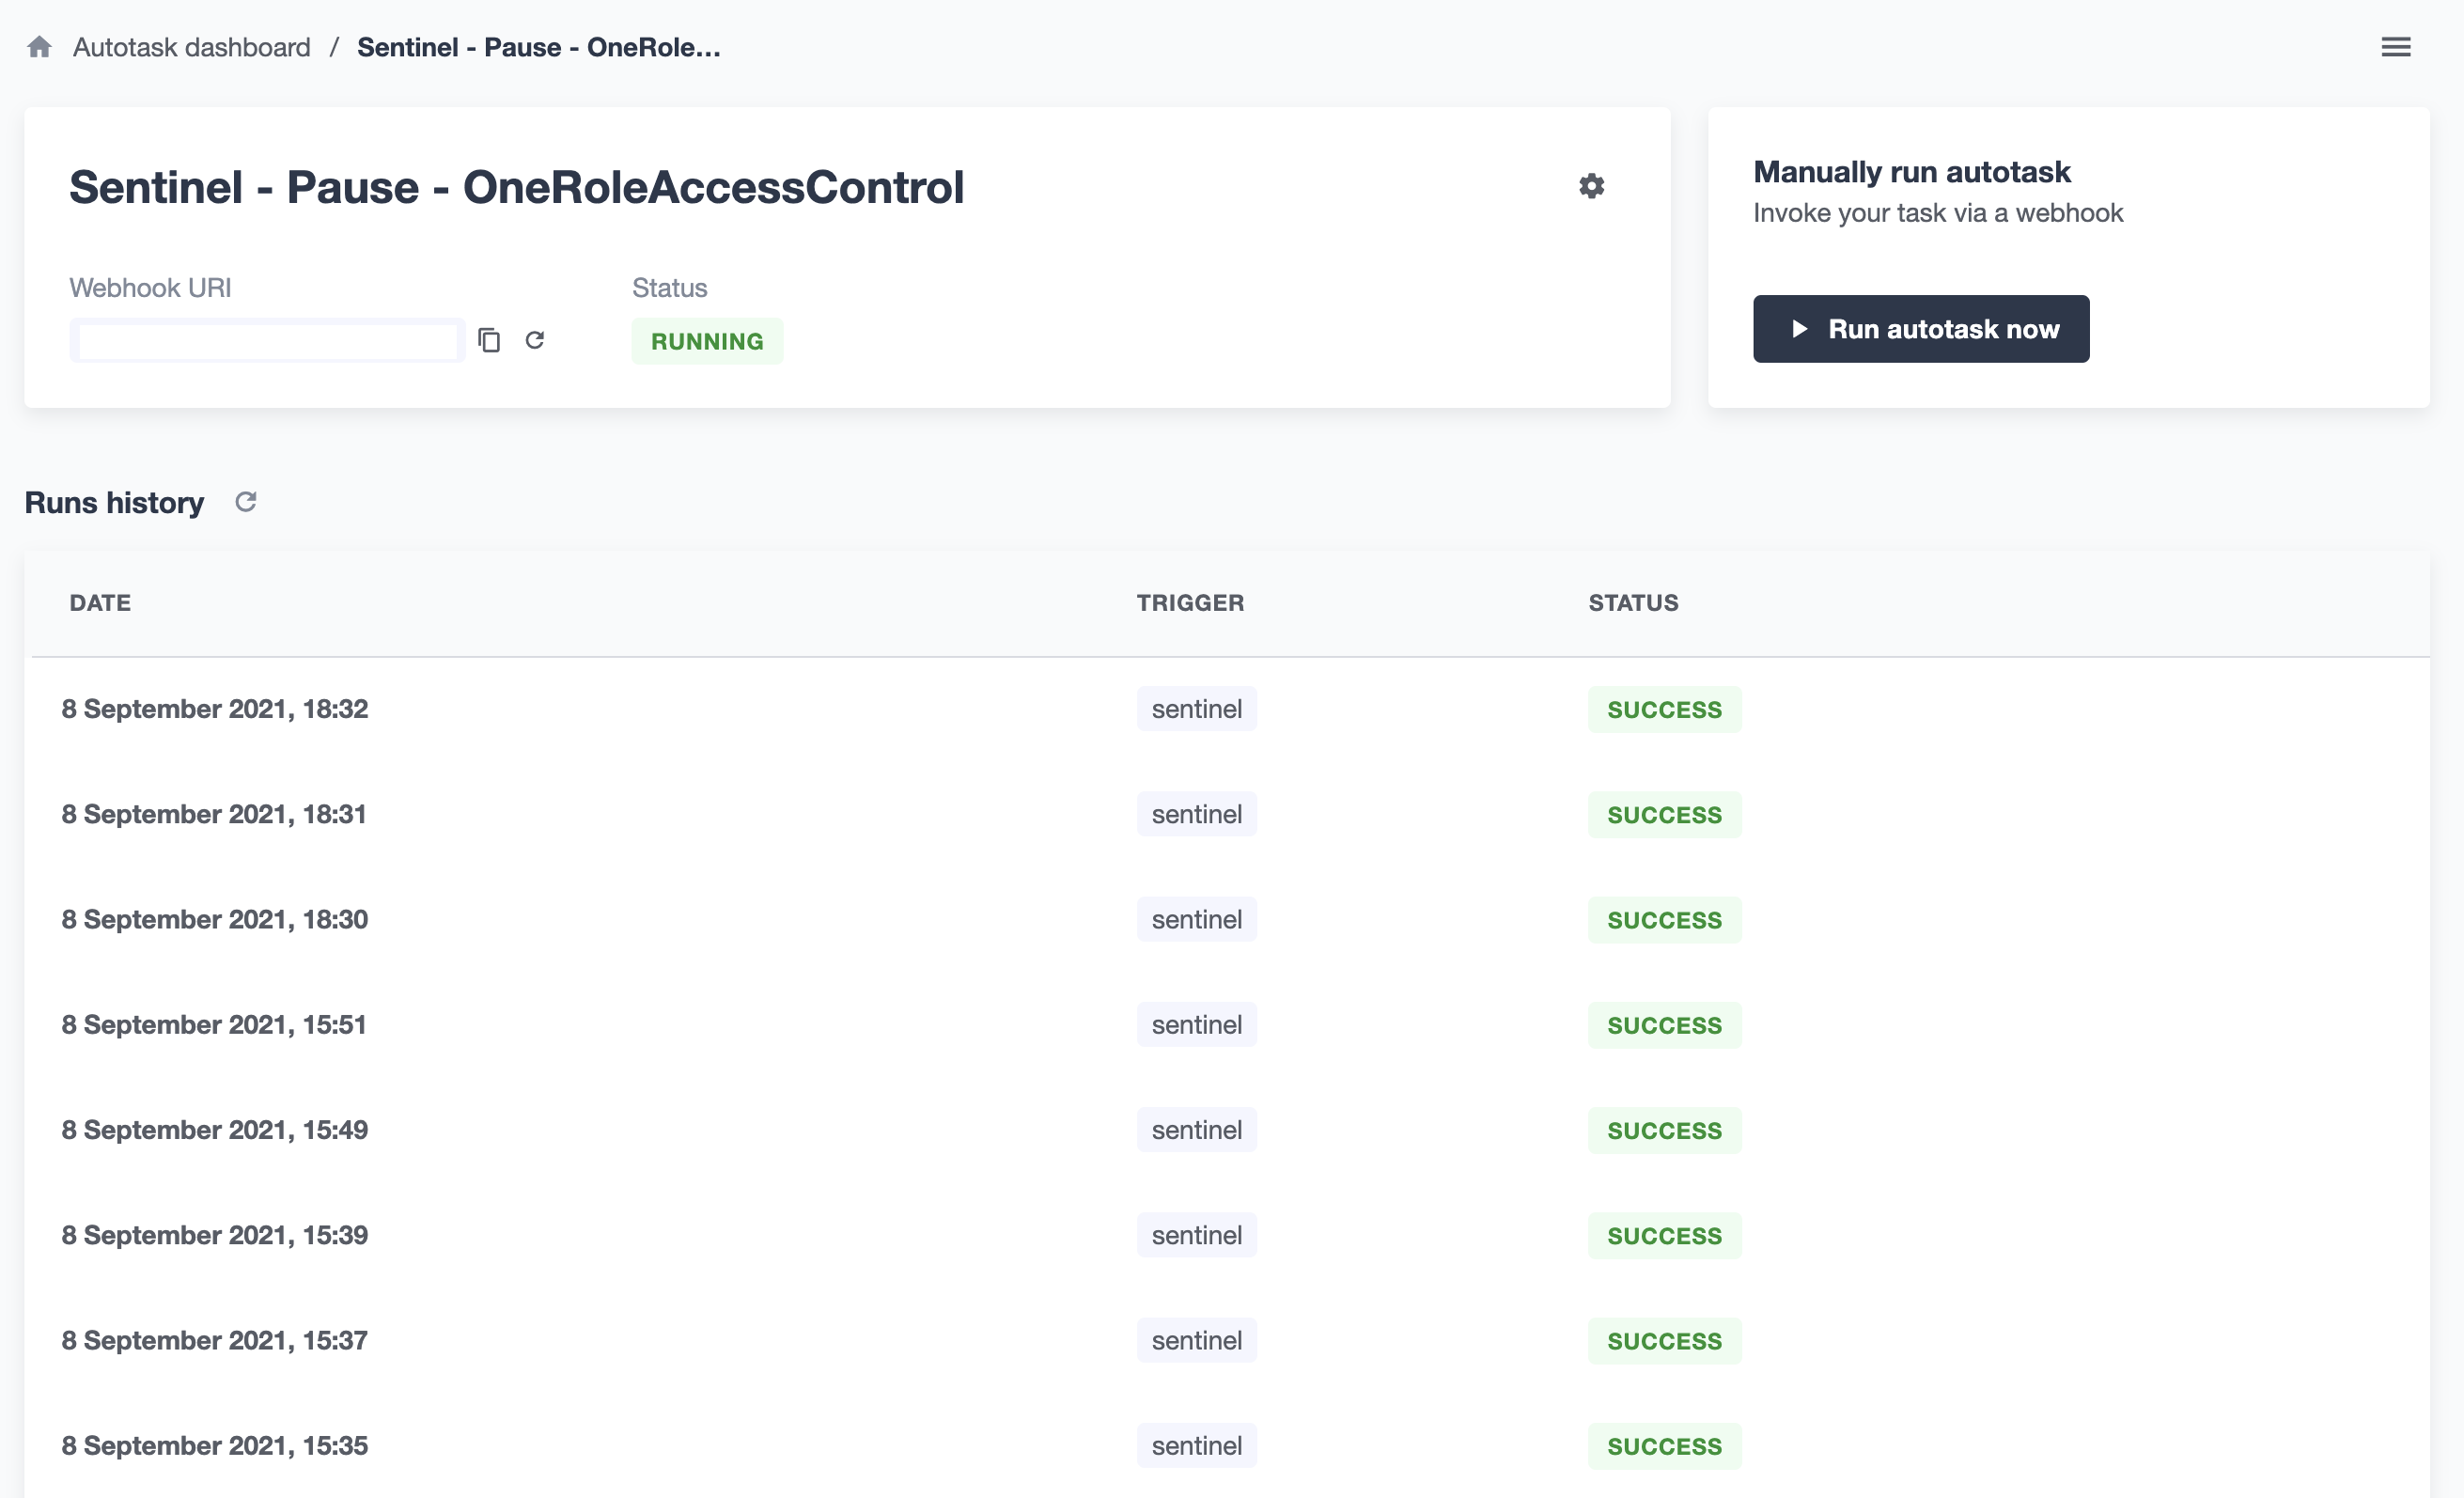 Autotask dashboard / Sentinel - Pause - OneRole...
Sentinel - Pause - OneRoleAccessControl
Webhook URI
Status
RUNNING
Manually run autotask
Invoke your task via a webhook
Run autotask now
Runs history
DATE TRIGGER STATUS
8 September 2021, 18:32 sentinel SUCCESS
8 September 2021, 18:31 sentinel SUCCESS
8 September 2021, 18:30 sentinel SUCCESS
8 September 2021, 15:51 sentinel SUCCESS
8 September 2021, 15:49 sentinel SUCCESS
8 September 2021, 15:39 sentinel SUCCESS
8 September 2021, 15:37 sentinel SUCCESS
8 September 2021, 15:35 sentinel SUCCESS